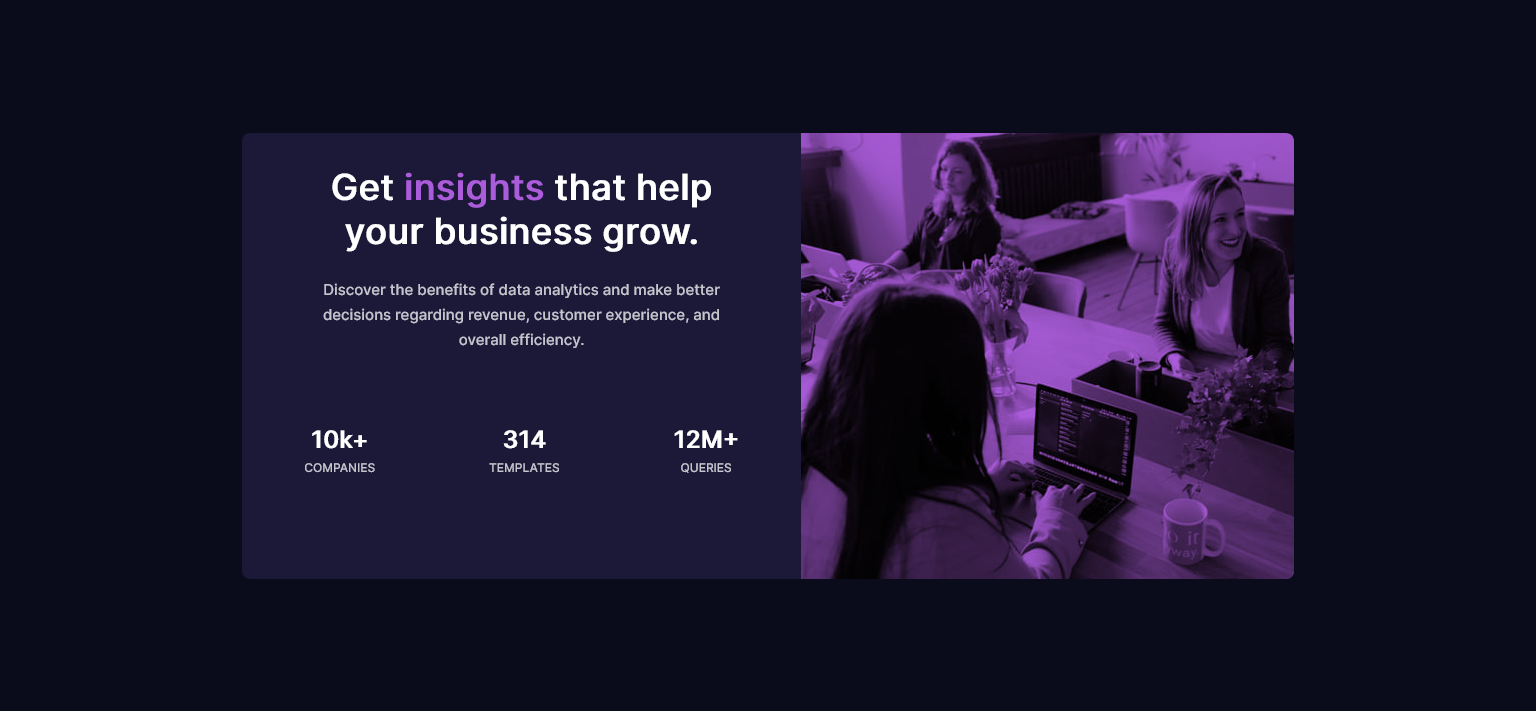 Get insights that help
your business grow.
Discover the benefits of data analytics and make better
decisions regarding revenue, customer experience, and
overall efficiency.
10k+ 314 12M+
COMPANIES TEMPLATES QUERIES
it